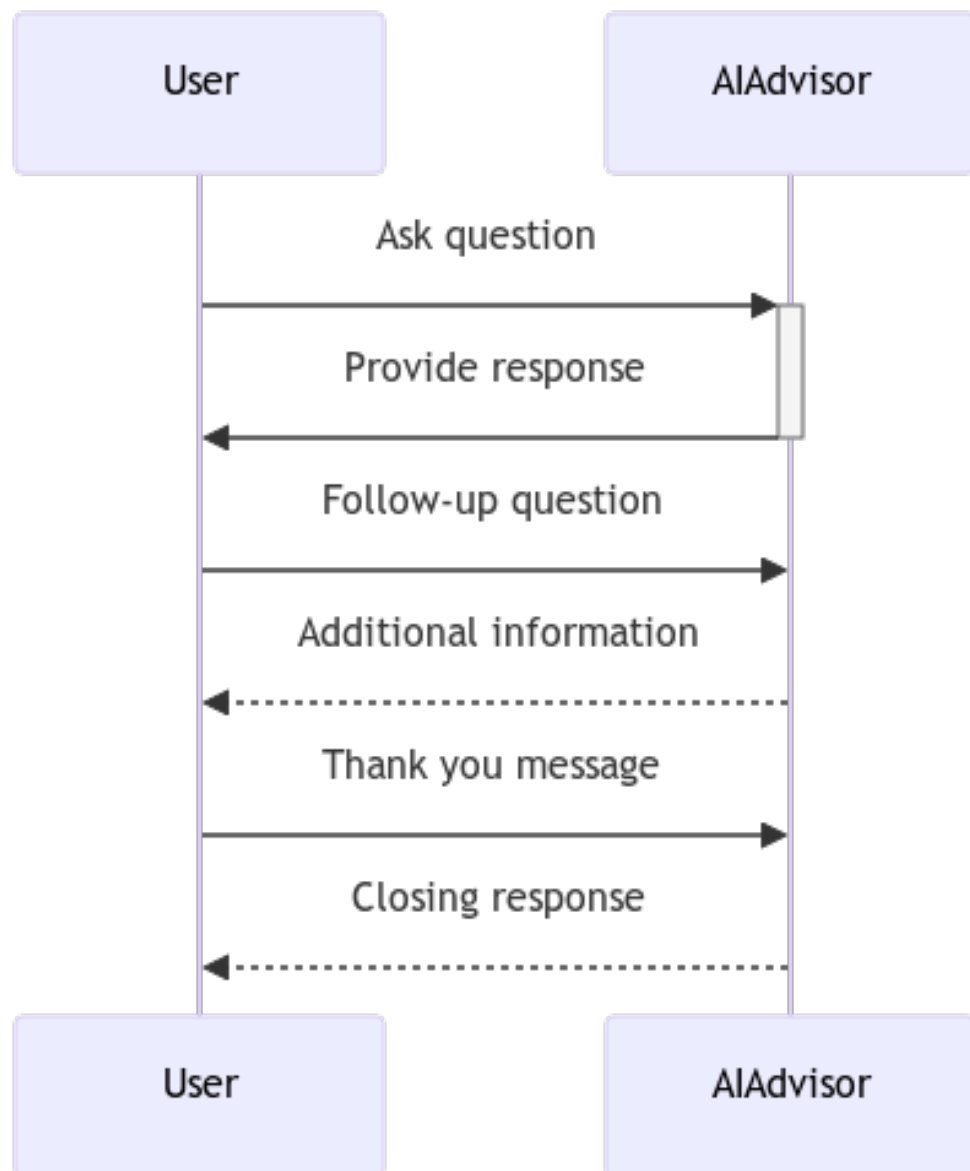 User
AIAdvisor
Ask question
Provide response
Follow-up question
Additional information
Thank you message
Closing response
User
AIAdvisor